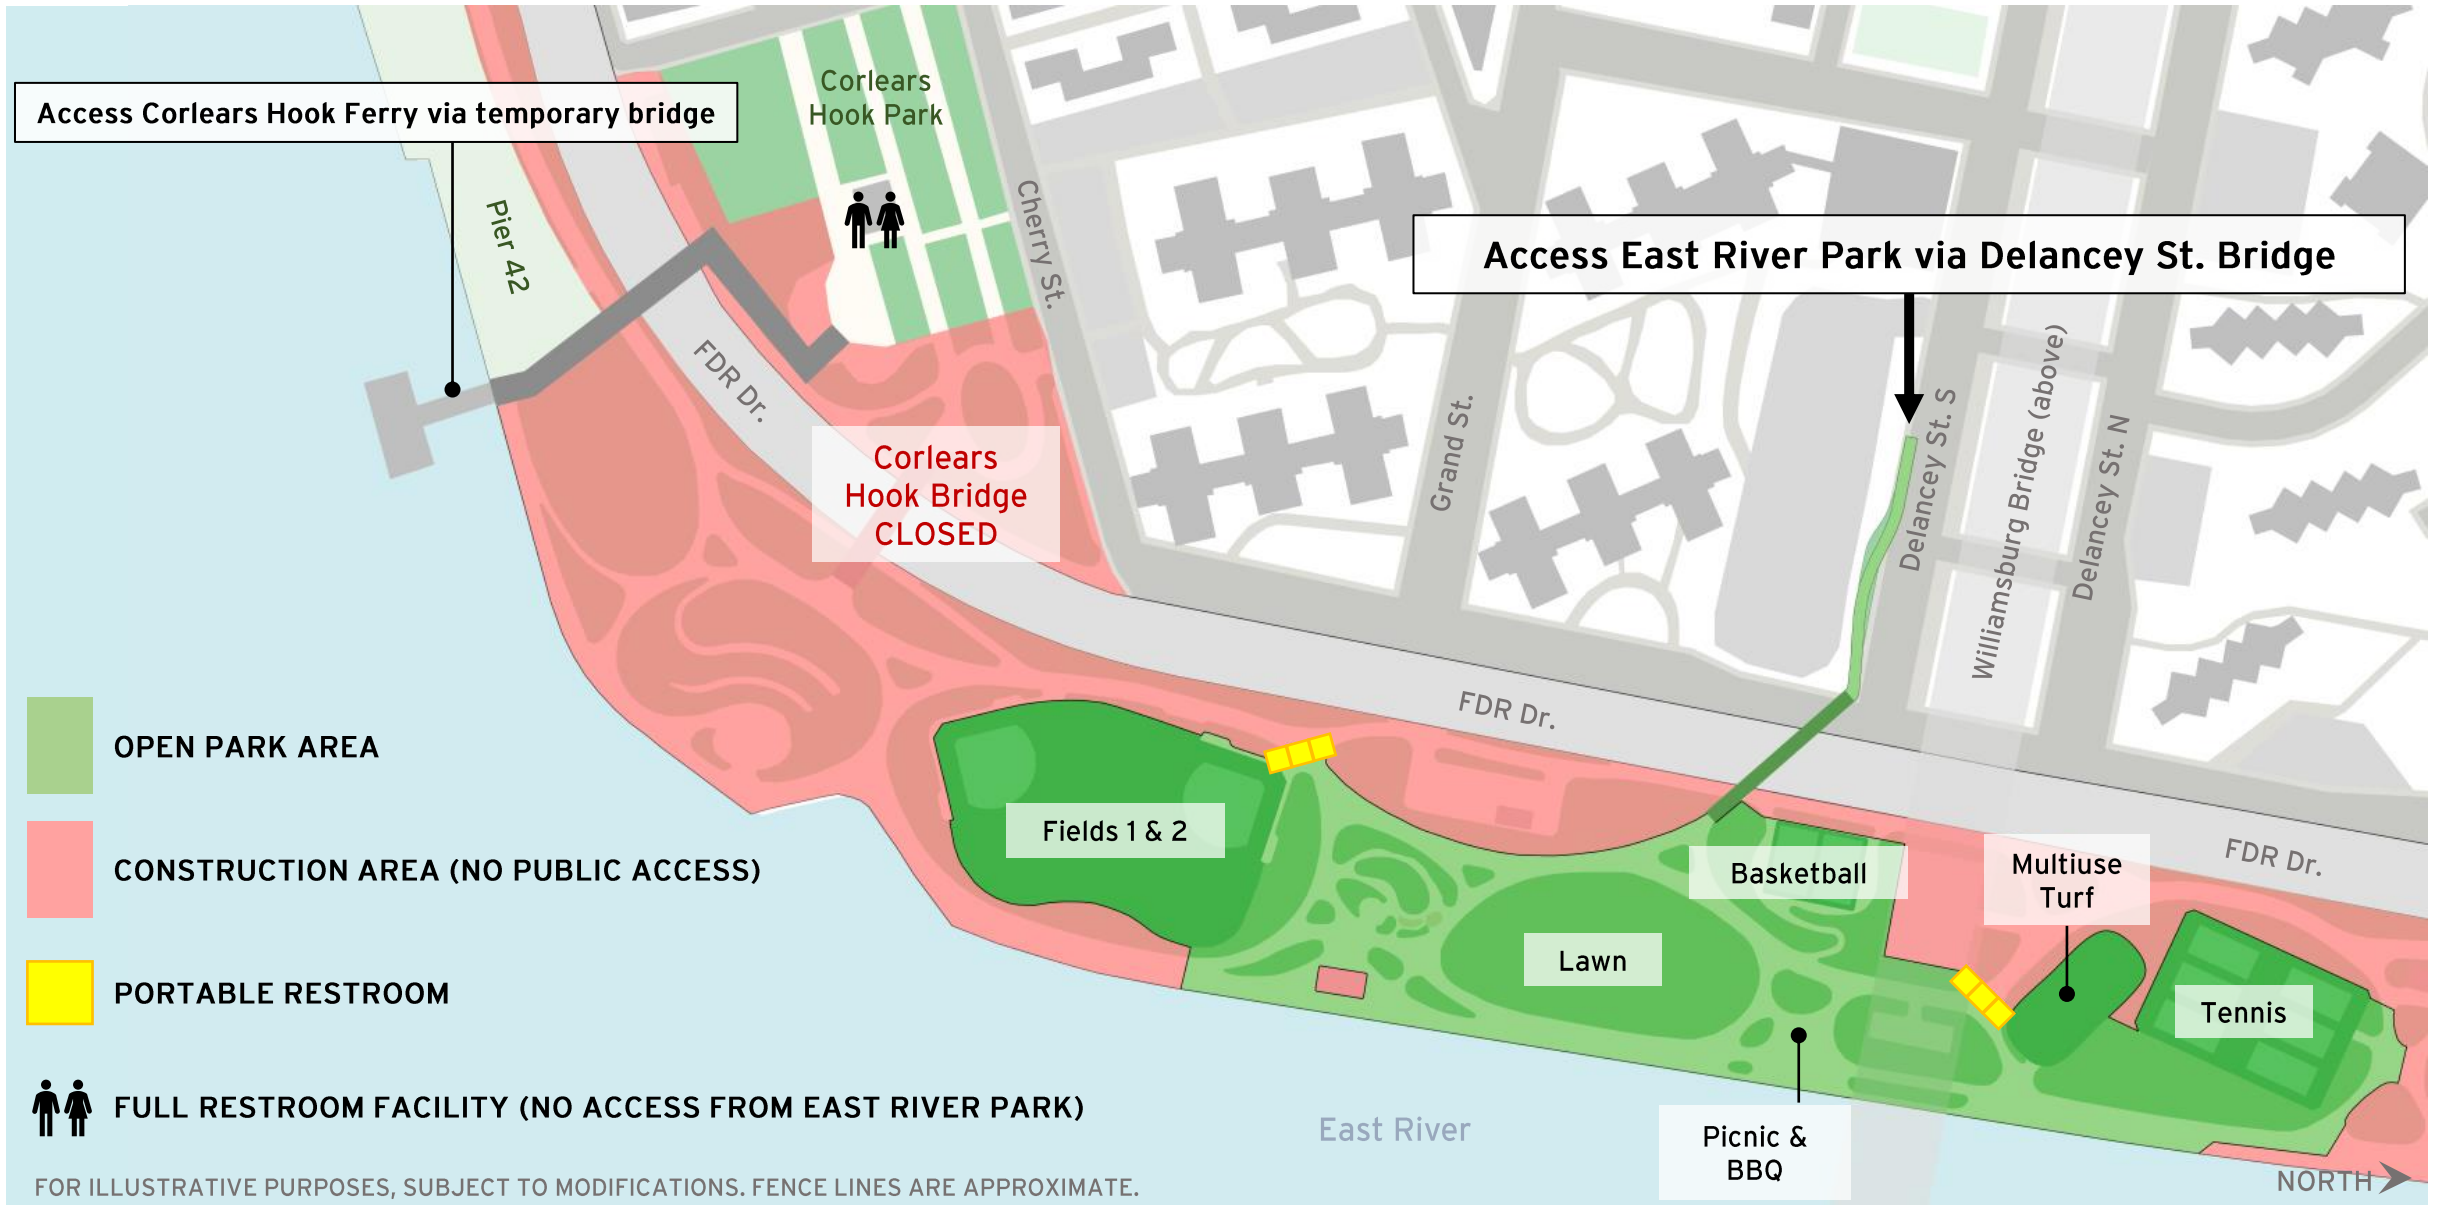 Corlears
Hook Park
Access Corlears Hook Ferry via temporary bridge
Pier 42
Cherry St.
Access East River Park via Delancey St. Bridge
FDR Dr.
Corlears
Hook Bridge
CLOSED
Grand St.
Delancey St. S
Williamsburg Bridge (above)
Delancey St. N
FDR Dr.
FDR Dr.
Fields 1 & 2
Basketball
Multiuse
Turf
Lawn
Tennis
Picnic &
BBQ
East River
OPEN PARK AREA
CONSTRUCTION AREA (NO PUBLIC ACCESS)
PORTABLE RESTROOM
FULL RESTROOM FACILITY (NO ACCESS FROM EAST RIVER PARK)
FOR ILLUSTRATIVE PURPOSES, SUBJECT TO MODIFICATIONS. FENCE LINES ARE APPROXIMATE.
NORTH